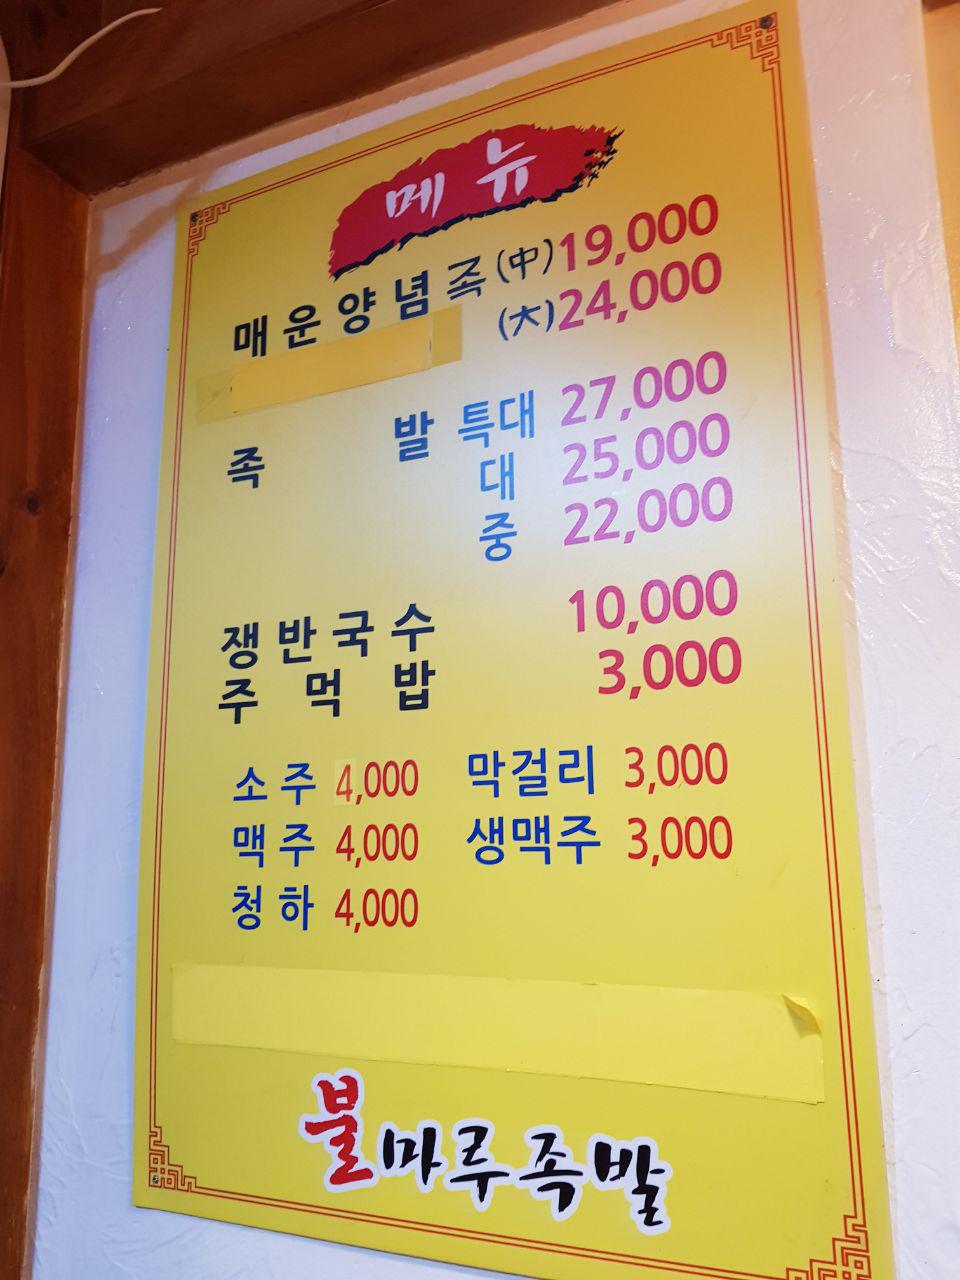 메뉴
매운양념족(中)19,000
(大)24,000
족 발 특대 27,000
대 25,000
중 22,000
쟁반국수 10,000
주먹밥 3,000
소주 4,000 막걸리 3,000
맥주 4,000 생맥주 3,000
청하 4,000
불마루족발